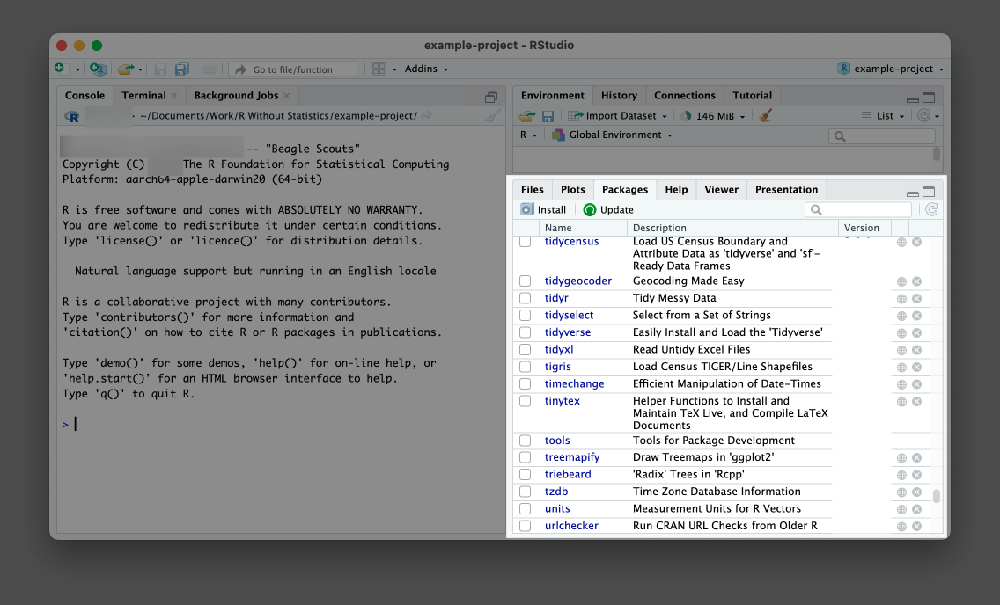 example-project - RStudio
Go to file/function
Addins
example-project
Console
Terminal
Background Jobs
· ~/Documents/Work/R Without Statistics/example-project/
-- "Beagle Scouts"
Copyright (C) The R Foundation for Statistical Computing
Platform: aarch64-apple-darwin20 (64-bit)
R is free software and comes with ABSOLUTELY NO WARRANTY.
You are welcome to redistribute it under certain conditions.
Type 'license()' or 'licence()' for distribution details.
Natural language support but running in an English locale
R is a collaborative project with many contributors.
Type 'contributors()' for more information and
'citation()' on how to cite R or R packages in publications.
Type 'demo()' for some demos, 'help()' for on-line help, or
'help.start()' for an HTML browser interface to help.
Type 'q()' to quit R.
>
Environment
History
Connections
Tutorial
Import Dataset
146 MiB
List
R
Global Environment
Files
Plots
Packages
Help
Viewer
Presentation
Install
Update
Name
Description
Version
tidycensus
Load US Census Boundary and
Attribute Data as 'tidyverse' and 'sf'-
Ready Data Frames
tidygeocoder
Geocoding Made Easy
tidyr
Tidy Messy Data
tidyselect
Select from a Set of Strings
tidyverse
Easily Install and Load the 'Tidyverse'
tidyxl
Read Untidy Excel Files
tigris
Load Census TIGER/Line Shapefiles
timechange
Efficient Manipulation of Date-Times
tinytex
Helper Functions to Install and
Maintain TeX Live, and Compile LaTeX
Documents
tools
Tools for Package Development
treemapify
Draw Treemaps in 'ggplot2'
triebeard
'Radix' Trees in 'Rcpp'
tzdb
Time Zone Database Information
units
Measurement Units for R Vectors
urlchecker
Run CRAN URL Checks from Older R